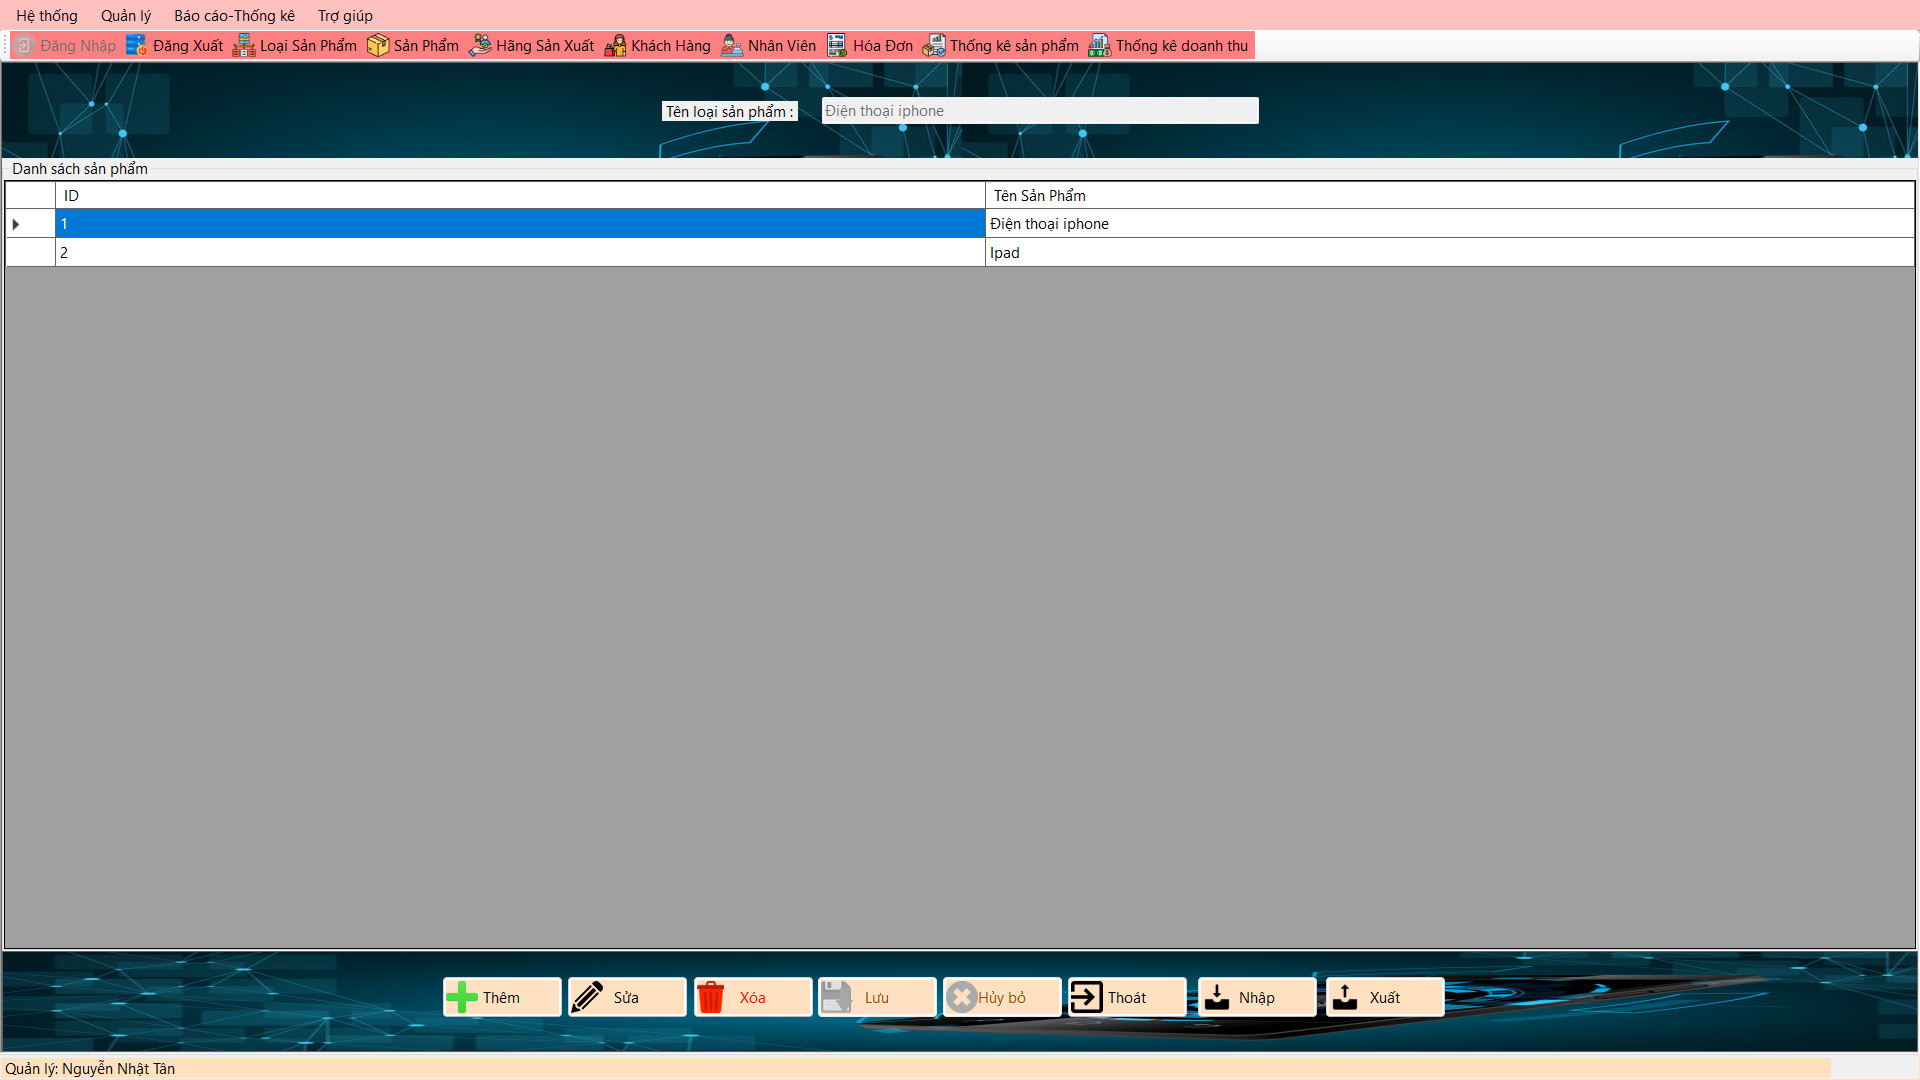 Hệ thống Quản lý Báo cáo-Thống kê Trợ giúp
Đăng Nhập Đăng Xuất Loại Sản Phẩm Sản Phẩm Hãng Sản Xuất Khách Hàng Nhân Viên Hóa Đơn Thống kê sản phẩm Thống kê doanh thu
Tên loại sản phẩm : Điện thoại iphone
Danh sách sản phẩm
ID Tên Sản Phẩm
1 Điện thoại iphone
2 Ipad
Thêm Sửa Xóa Lưu Hủy bỏ Thoát Nhập Xuất
Quản lý: Nguyễn Nhật Tân